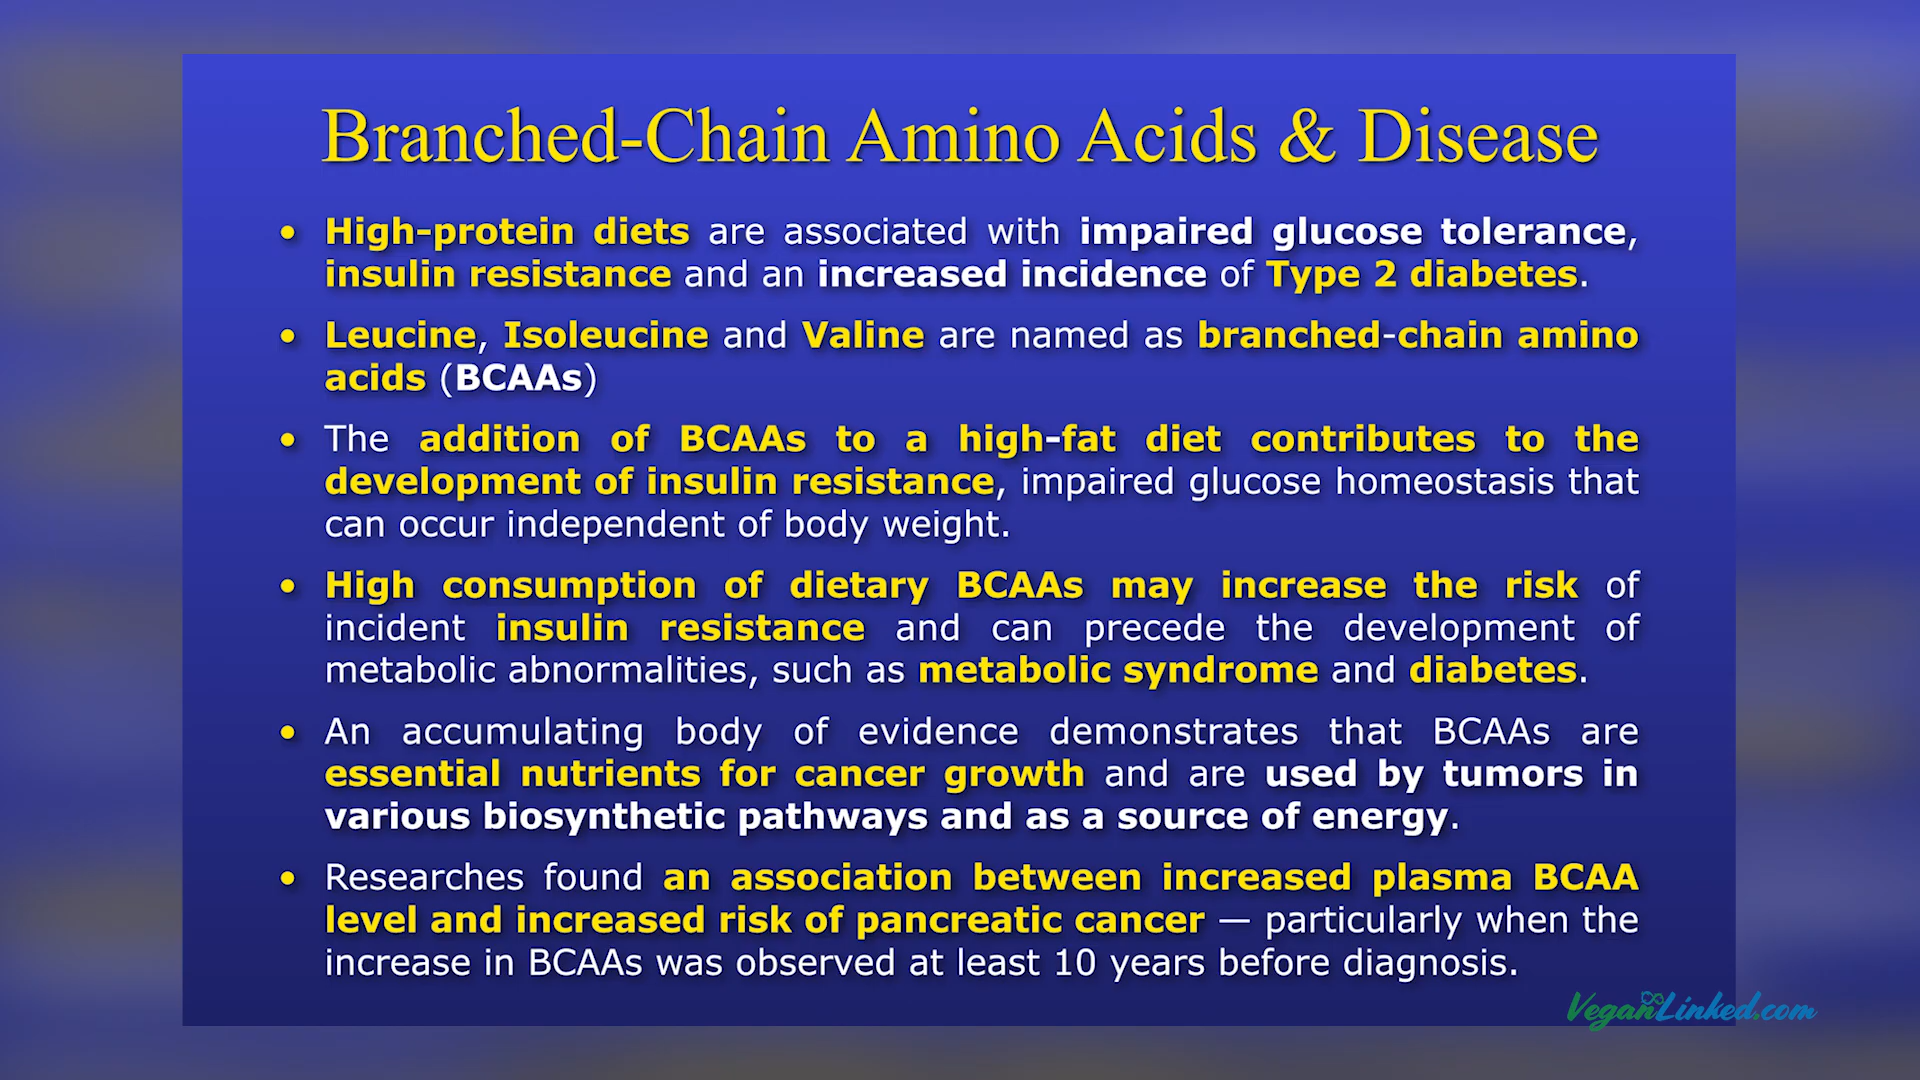 Branched-Chain Amino Acids & Disease
• High-protein diets are associated with impaired glucose tolerance,
insulin resistance and an increased incidence of Type 2 diabetes.
• Leucine, Isoleucine and Valine are named as branched-chain amino
acids (BCAAs)
• The addition of BCAAs to a high-fat diet contributes to the
development of insulin resistance, impaired glucose homeostasis that
can occur independent of body weight.
• High consumption of dietary BCAAs may increase the risk of
incident insulin resistance and can precede the development of
metabolic abnormalities, such as metabolic syndrome and diabetes.
• An accumulating body of evidence demonstrates that BCAAs are
essential nutrients for cancer growth and are used by tumors in
various biosynthetic pathways and as a source of energy.
• Researches found an association between increased plasma BCAA
level and increased risk of pancreatic cancer — particularly when the
increase in BCAAs was observed at least 10 years before diagnosis.
VeganLinked.com